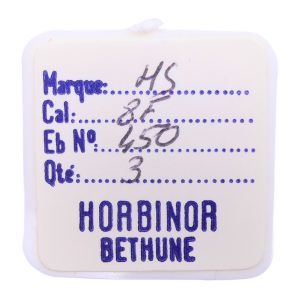 Marque: HS
Cal: 8F
Eb Nº: 450
Qté: 3
HORBINOR
BETHUNE